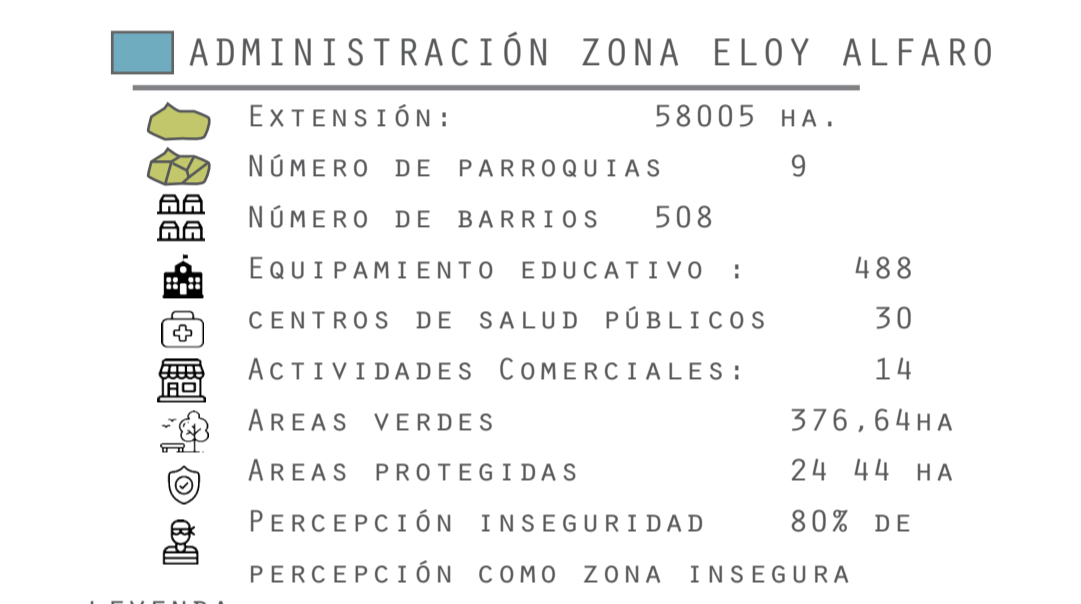 ADMINISTRACIÓN ZONA ELOY ALFARO
EXTENSIÓN: 58005 HA.
NÚMERO DE PARROQUIAS 9
NÚMERO DE BARRIOS 508
EQUIPAMIENTO EDUCATIVO : 488
CENTROS DE SALUD PÚBLICOS 30
ACTIVIDADES COMERCIALES: 14
AREAS VERDES 376,64HA
AREAS PROTEGIDAS 24 44 HA
PERCEPCIÓN INSEGURIDAD 80% DE
PERCEPCIÓN COMO ZONA INSEGURA